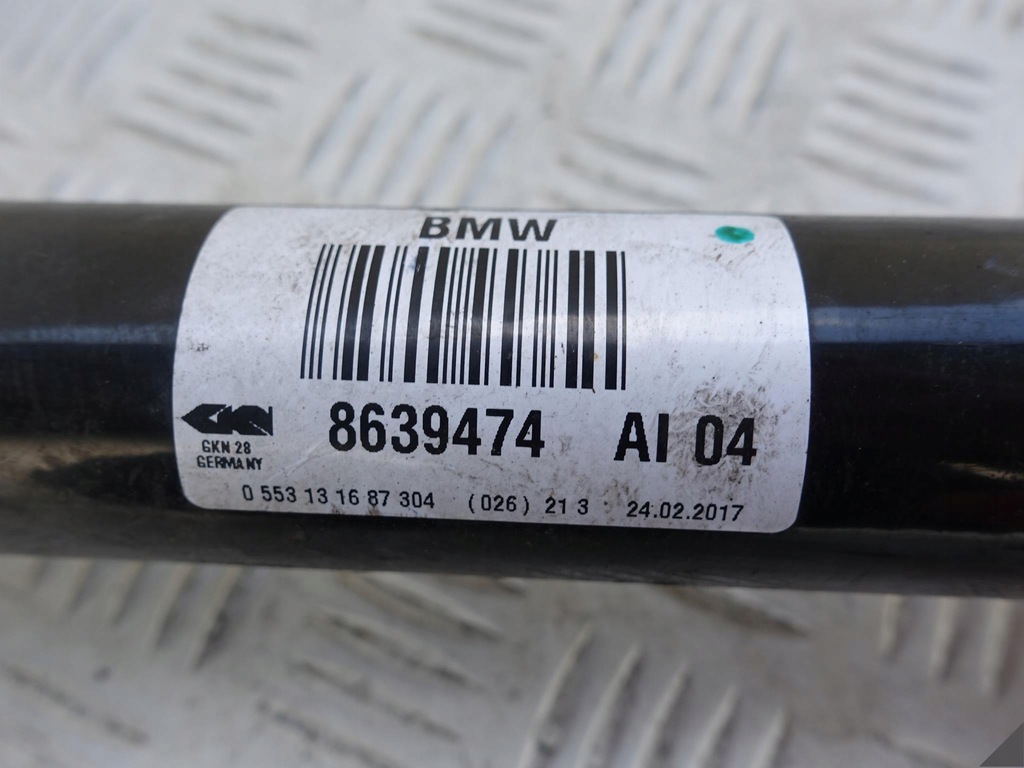 BMW
GKN
8639474 AI 04
GKN 28
GERMANY
0 553 13 16 87 304 (026) 21 3 24.02.2017